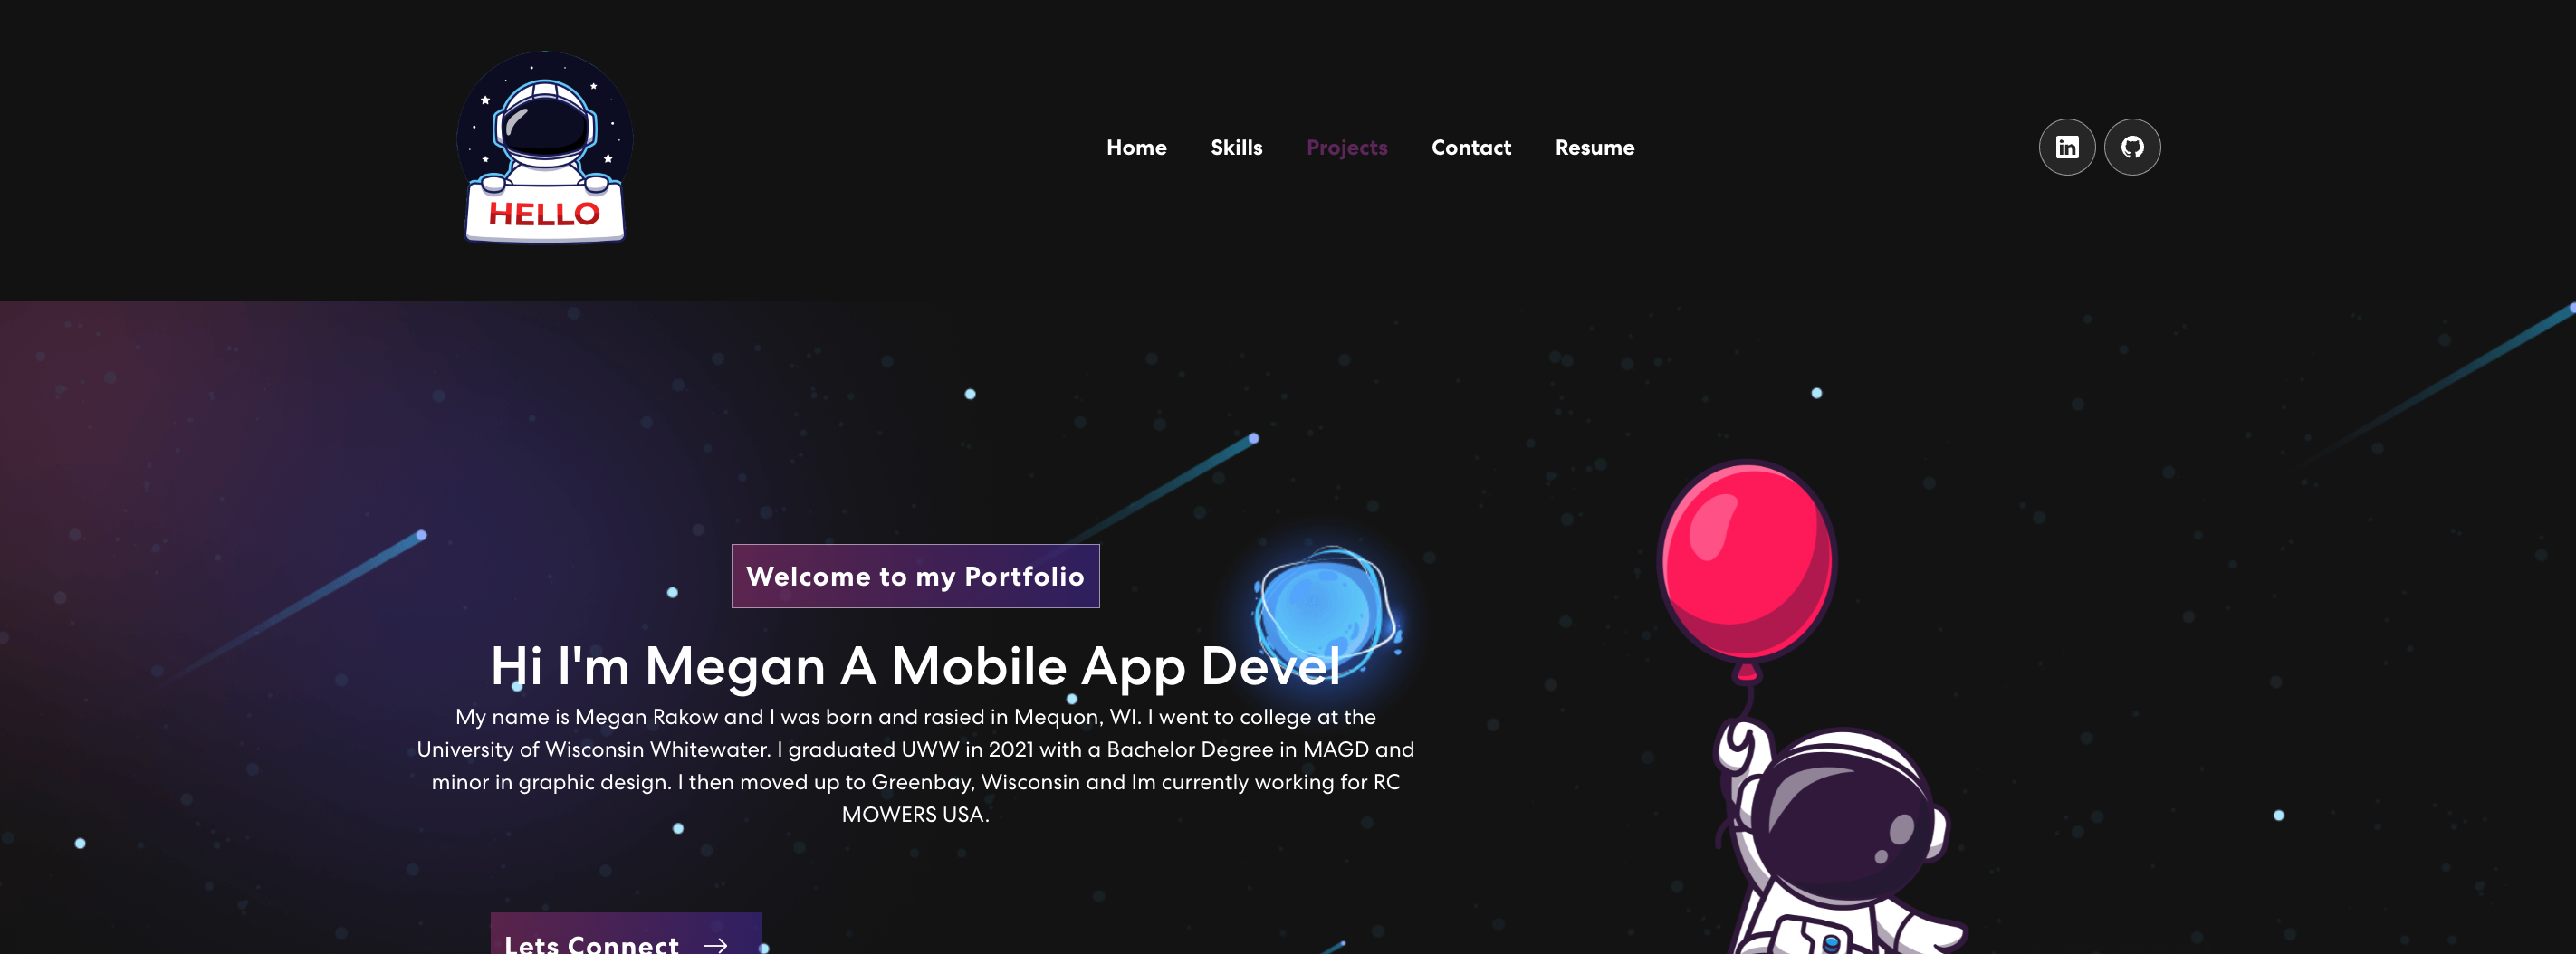 HELLO
Home Skills Projects Contact Resume
Welcome to my Portfolio
Hi I'm Megan A Mobile App Devel
My name is Megan Rakow and I was born and rasied in Mequon, WI. I went to college at the
University of Wisconsin Whitewater. I graduated UWW in 2021 with a Bachelor Degree in MAGD and
minor in graphic design. I then moved up to Greenbay, Wisconsin and Im currently working for RC
MOWERS USA.
Lets Connect